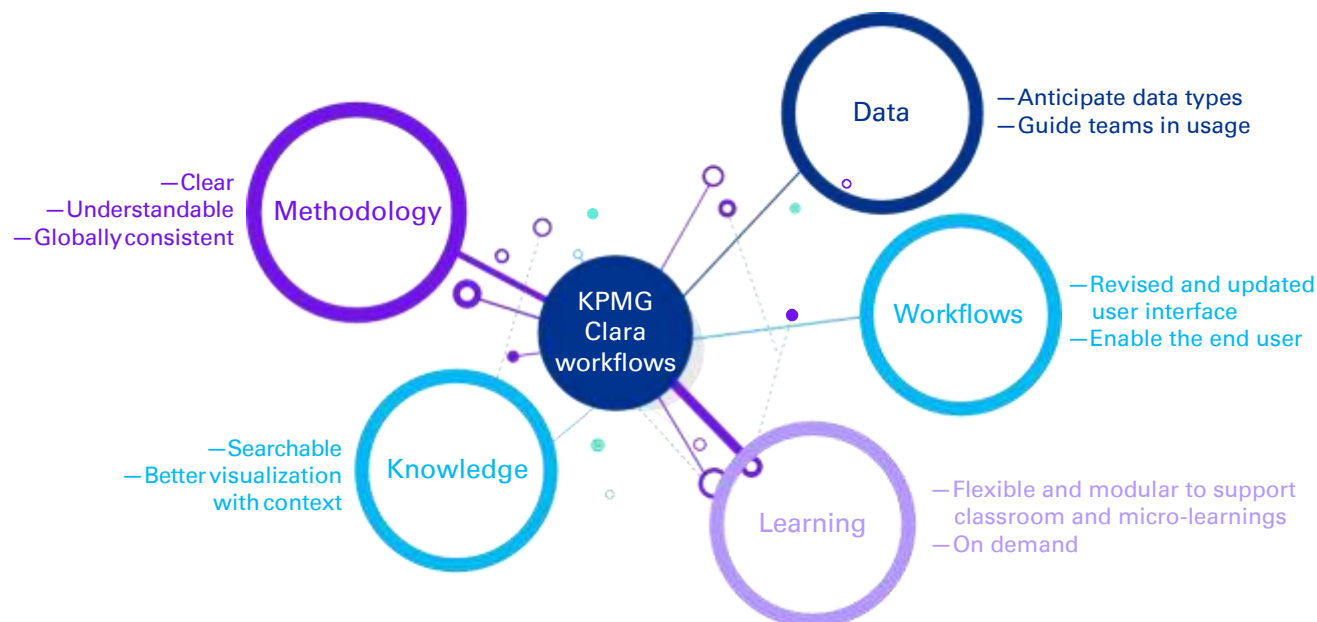 Data
—Anticipate data types
—Guide teams in usage
Methodology
—Clear
—Understandable
—Globally consistent
KPMG
Clara
workflows
Workflows
—Revised and updated
user interface
—Enable the end user
Knowledge
—Searchable
—Better visualization
with context
Learning
—Flexible and modular to support
classroom and micro-learnings
—On demand